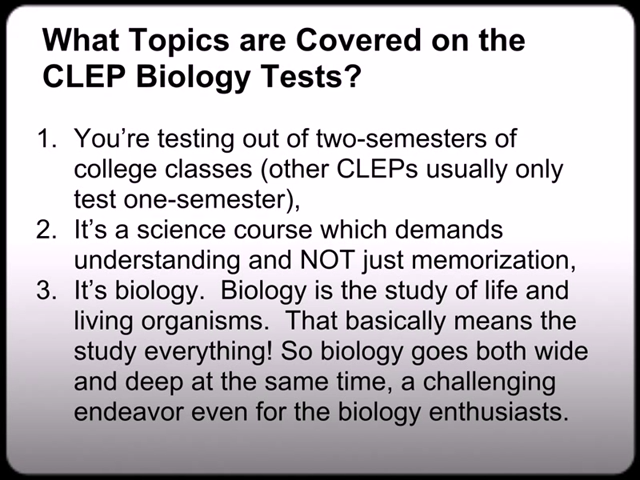 What Topics are Covered on the
CLEP Biology Tests?
1. You're testing out of two-semesters of
college classes (other CLEPs usually only
test one-semester),
2. It's a science course which demands
understanding and NOT just memorization,
3. It's biology.  Biology is the study of life and
living organisms.  That basically means the
study everything! So biology goes both wide
and deep at the same time, a challenging
endeavor even for the biology enthusiasts.